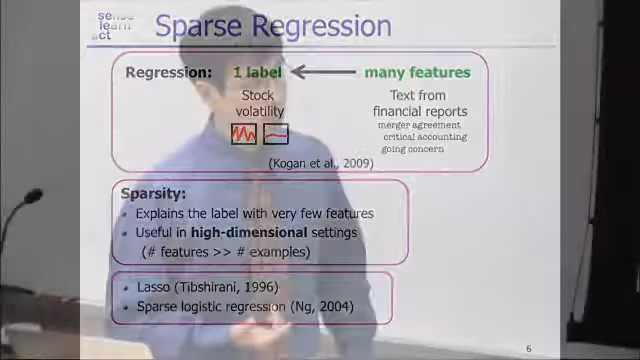 sense
learn
act
Sparse Regression
Regression: 1 label many features
Stock
volatility
Text from
financial reports
merger agreement
critical accounting
going concern
(Kogan et al., 2009)
Sparsity:
Explains the label with very few features
Useful in high-dimensional settings
(# features >> # examples)
Lasso (Tibshirani, 1996)
Sparse logistic regression (Ng, 2004)
6